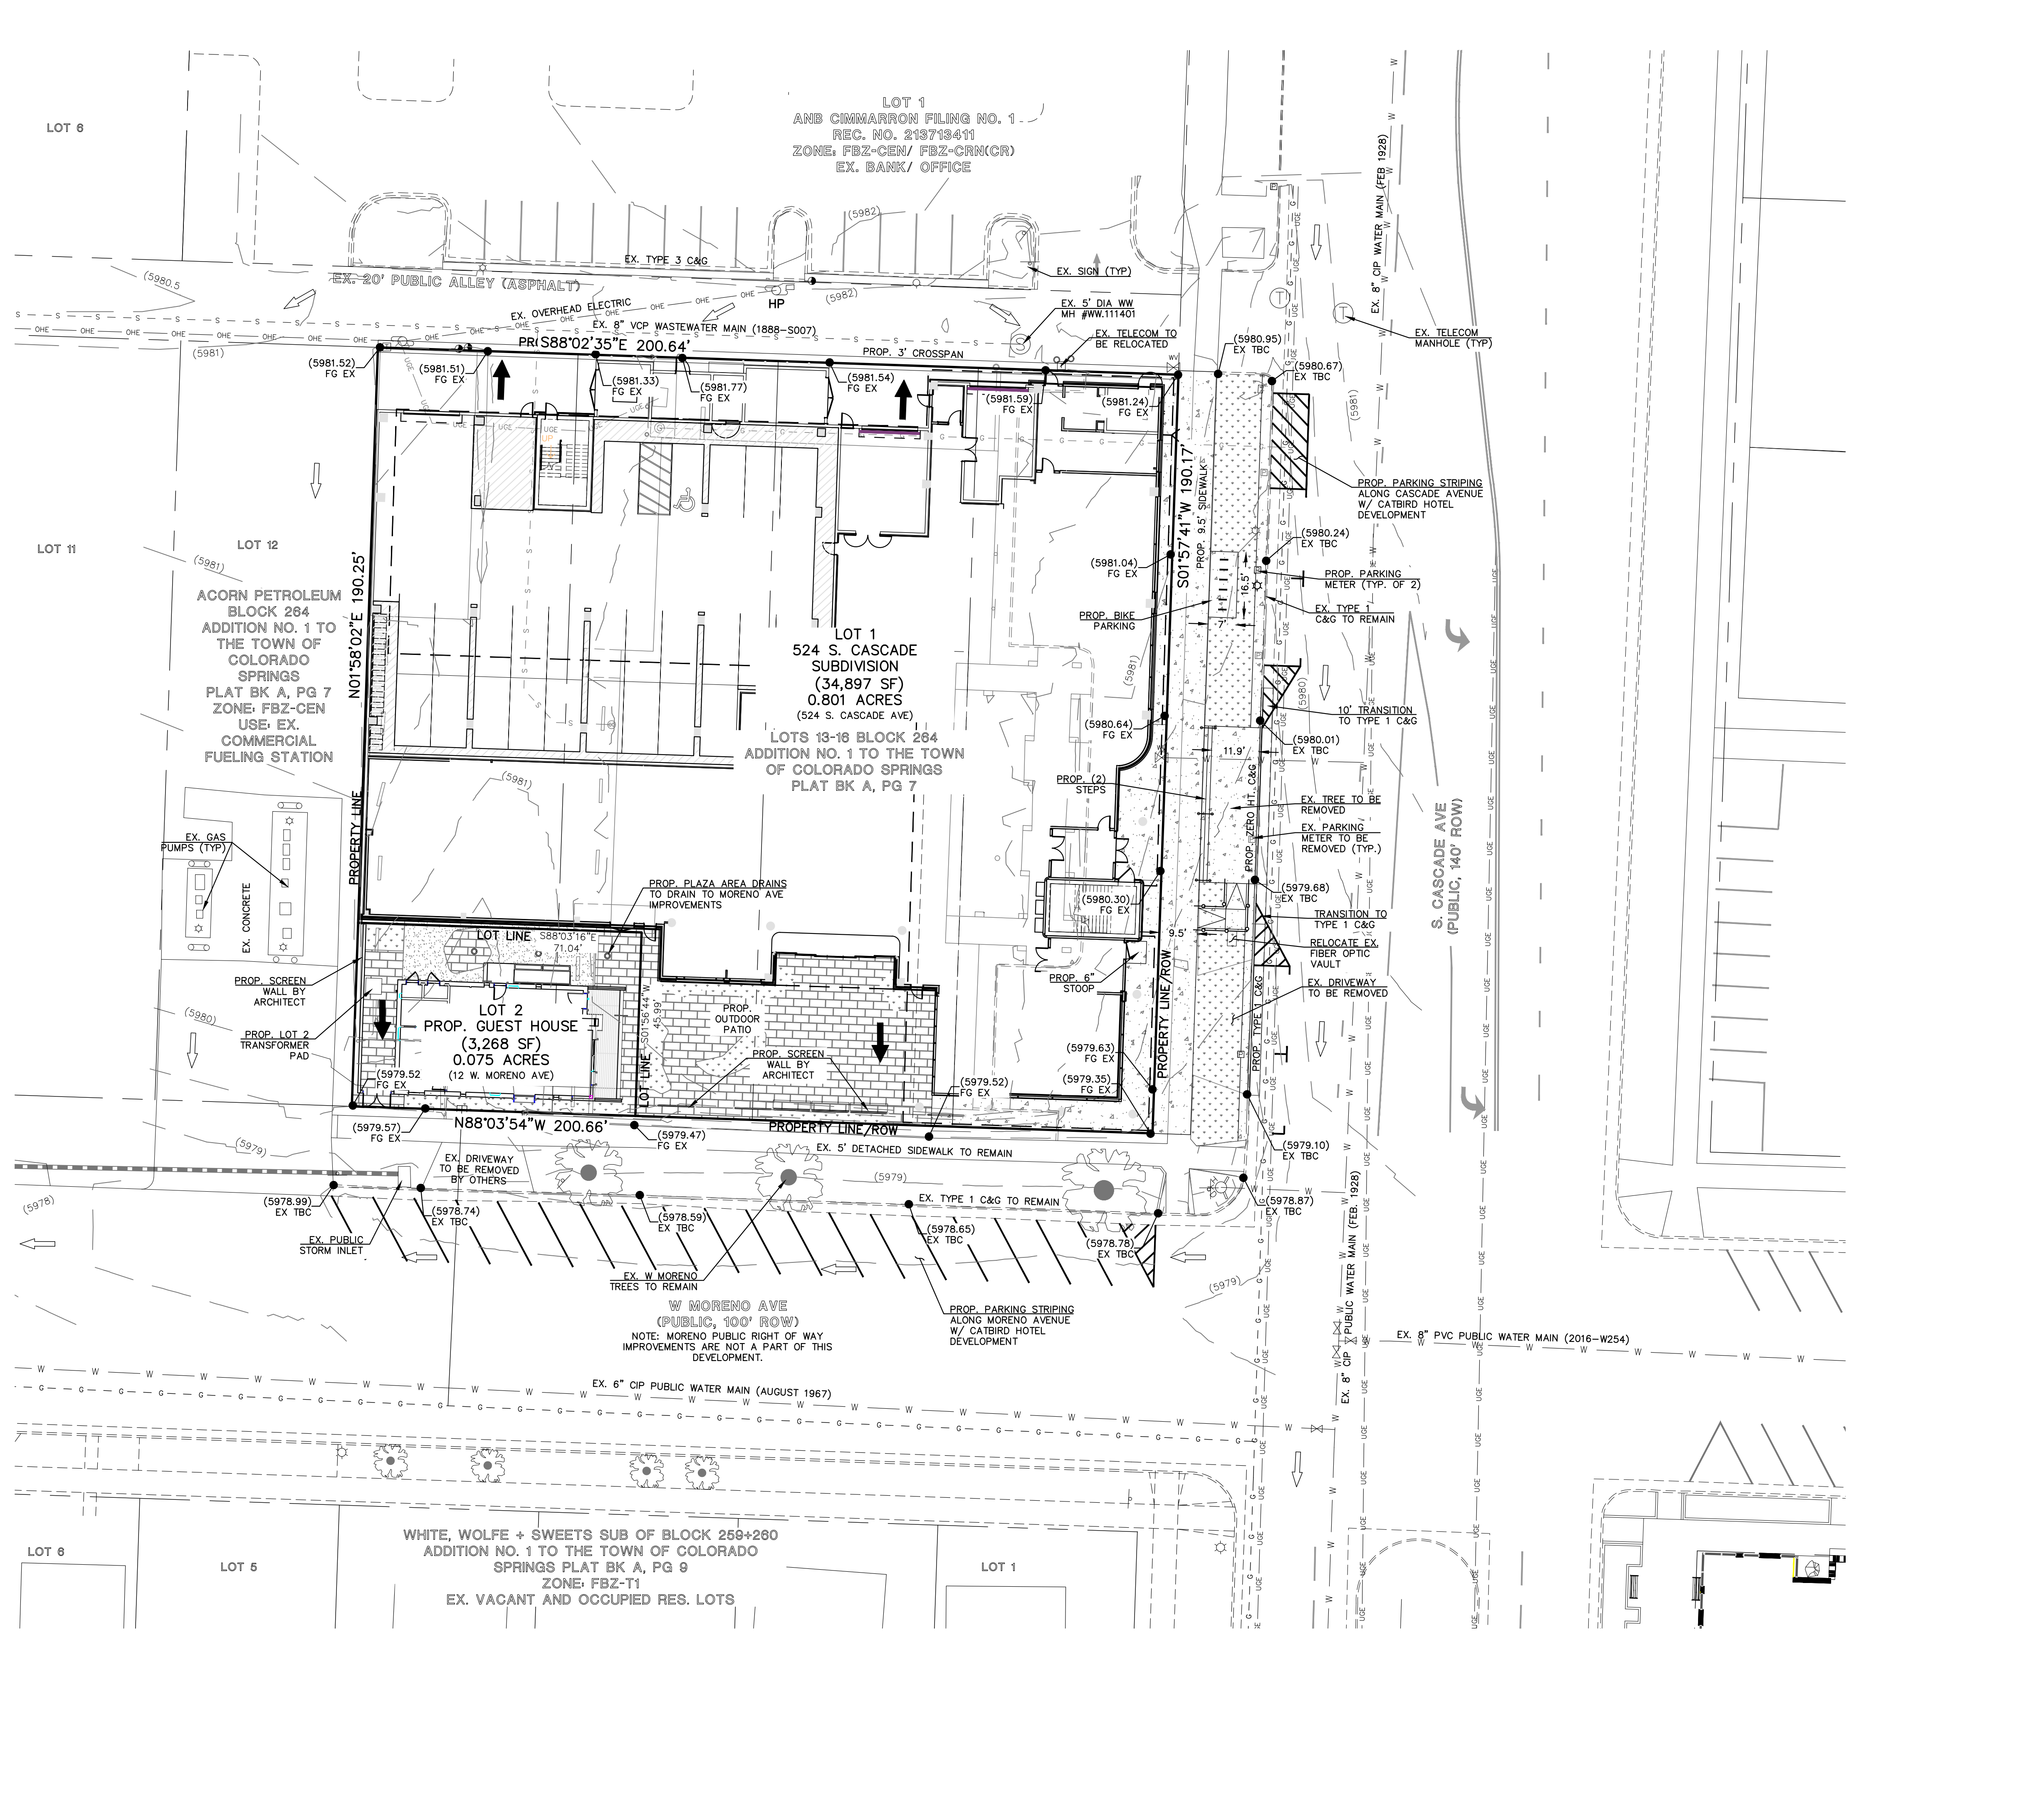 LOT 1
ANB CIMMARRON FILING NO. 1
REC. NO. 213713411
ZONE: FBZ-CEN/ FBZ-CRN(CR)
EX. BANK/ OFFICE
LOT 6
(5982)
EX. TYPE 3 C&G
EX. SIGN (TYP)
(5980.5
EX. 20' PUBLIC ALLEY (ASPHALT)
(5982)
HP
EX. OVERHEAD ELECTRIC
EX. 8" VCP WASTEWATER MAIN (1888-S007)
EX. 5' DIA WW
MH #WW.111401
EX. TELECOM TO
BE RELOCATED
EX. TELECOM
MANHOLE (TYP)
EX. 8" CIP WATER MAIN (FEB 1928)
(5981)
S88°02'35"E 200.64'
PROP. 3' CROSSPAN
(5981.52)
FG EX
(5981.51)
FG EX
(5981.33)
FG EX
(5981.77)
FG EX
(5981.54)
FG EX
(5981.59)
FG EX
(5981.24)
FG EX
(5980.95)
EX TBC
(5980.67)
EX TBC
WV
UP
(5981)
PROP. PARKING STRIPING
ALONG CASCADE AVENUE
W/ CATBIRD HOTEL
DEVELOPMENT
S01°57'41"W 190.17'
PROP. 9.5' SIDEWALK
(5980.24)
EX TBC
(5981.04)
FG EX
PROP. PARKING
METER (TYP. OF 2)
16.5'
7'
PROP. BIKE
PARKING
EX. TYPE 1
C&G TO REMAIN
LOT 11
LOT 12
(5981)
ACORN PETROLEUM
BLOCK 264
ADDITION NO. 1 TO
THE TOWN OF
COLORADO
SPRINGS
PLAT BK A, PG 7
ZONE: FBZ-CEN
USE: EX.
COMMERCIAL
FUELING STATION
N01°58'02"E 190.25'
PROPERTY LINE
LOT 1
524 S. CASCADE
SUBDIVISION
(34,897 SF)
0.801 ACRES
(524 S. CASCADE AVE)
LOTS 13-16 BLOCK 264
ADDITION NO. 1 TO THE TOWN
OF COLORADO SPRINGS
PLAT BK A, PG 7
(5981)
(5981)
(5980)
10' TRANSITION
TO TYPE 1 C&G
(5980.64)
FG EX
(5980.01)
EX TBC
11.9'
PROP. (2)
STEPS
PROP. ZERO HT. C&G
EX. TREE TO BE
REMOVED
EX. PARKING
METER TO BE
REMOVED (TYP.)
S. CASCADE AVE
(PUBLIC, 140' ROW)
EX. GAS
PUMPS (TYP)
EX. CONCRETE
PROP. PLAZA AREA DRAINS
TO DRAIN TO MORENO AVE
IMPROVEMENTS
(5980.30)
FG EX
(5979.68)
EX TBC
TRANSITION TO
TYPE 1 C&G
9.5'
RELOCATE EX.
FIBER OPTIC
VAULT
EX. DRIVEWAY
TO BE REMOVED
PROP. 6"
STOOP
PROPERTY LINE/ROW
PROP. TYPE 1 C&G
LOT LINE
S88°03'16"E
71.04'
S01°56'44"W
45.99'
LOT LINE
PROP. SCREEN
WALL BY
ARCHITECT
(5980)
PROP. LOT 2
TRANSFORMER
PAD
LOT 2
PROP. GUEST HOUSE
(3,268 SF)
0.075 ACRES
(12 W. MORENO AVE)
PROP.
OUTDOOR
PATIO
PROP. SCREEN
WALL BY
ARCHITECT
(5979.63)
FG EX
(5979.35)
FG EX
(5979.52
FG EX
(5979.52)
FG EX
(5979.57)
FG EX
N88°03'54"W 200.66'
(5979.47)
FG EX
PROPERTY LINE/ROW
(5979.10)
EX TBC
(5979)
EX. 5' DETACHED SIDEWALK TO REMAIN
EX. DRIVEWAY
TO BE REMOVED
BY OTHERS
(5979)
(5978)
(5978.99)
EX TBC
(5978.74)
EX TBC
(5978.59)
EX TBC
EX. TYPE 1 C&G TO REMAIN
(5978.65)
EX TBC
(5978.87)
EX TBC
(5978.78)
EX TBC
EX. PUBLIC
STORM INLET
EX. W MORENO
TREES TO REMAIN
(5979)
W MORENO AVE
(PUBLIC, 100' ROW)
NOTE: MORENO PUBLIC RIGHT OF WAY
IMPROVEMENTS ARE NOT A PART OF THIS
DEVELOPMENT.
PROP. PARKING STRIPING
ALONG MORENO AVENUE
W/ CATBIRD HOTEL
DEVELOPMENT
EX. 8" CIP PUBLIC WATER MAIN (FEB. 1928)
EX. 8" PVC PUBLIC WATER MAIN (2016-W254)
EX. 6" CIP PUBLIC WATER MAIN (AUGUST 1967)
WHITE, WOLFE + SWEETS SUB OF BLOCK 259+260
ADDITION NO. 1 TO THE TOWN OF COLORADO
SPRINGS PLAT BK A, PG 9
ZONE: FBZ-T1
EX. VACANT AND OCCUPIED RES. LOTS
LOT 6
LOT 5
LOT 1